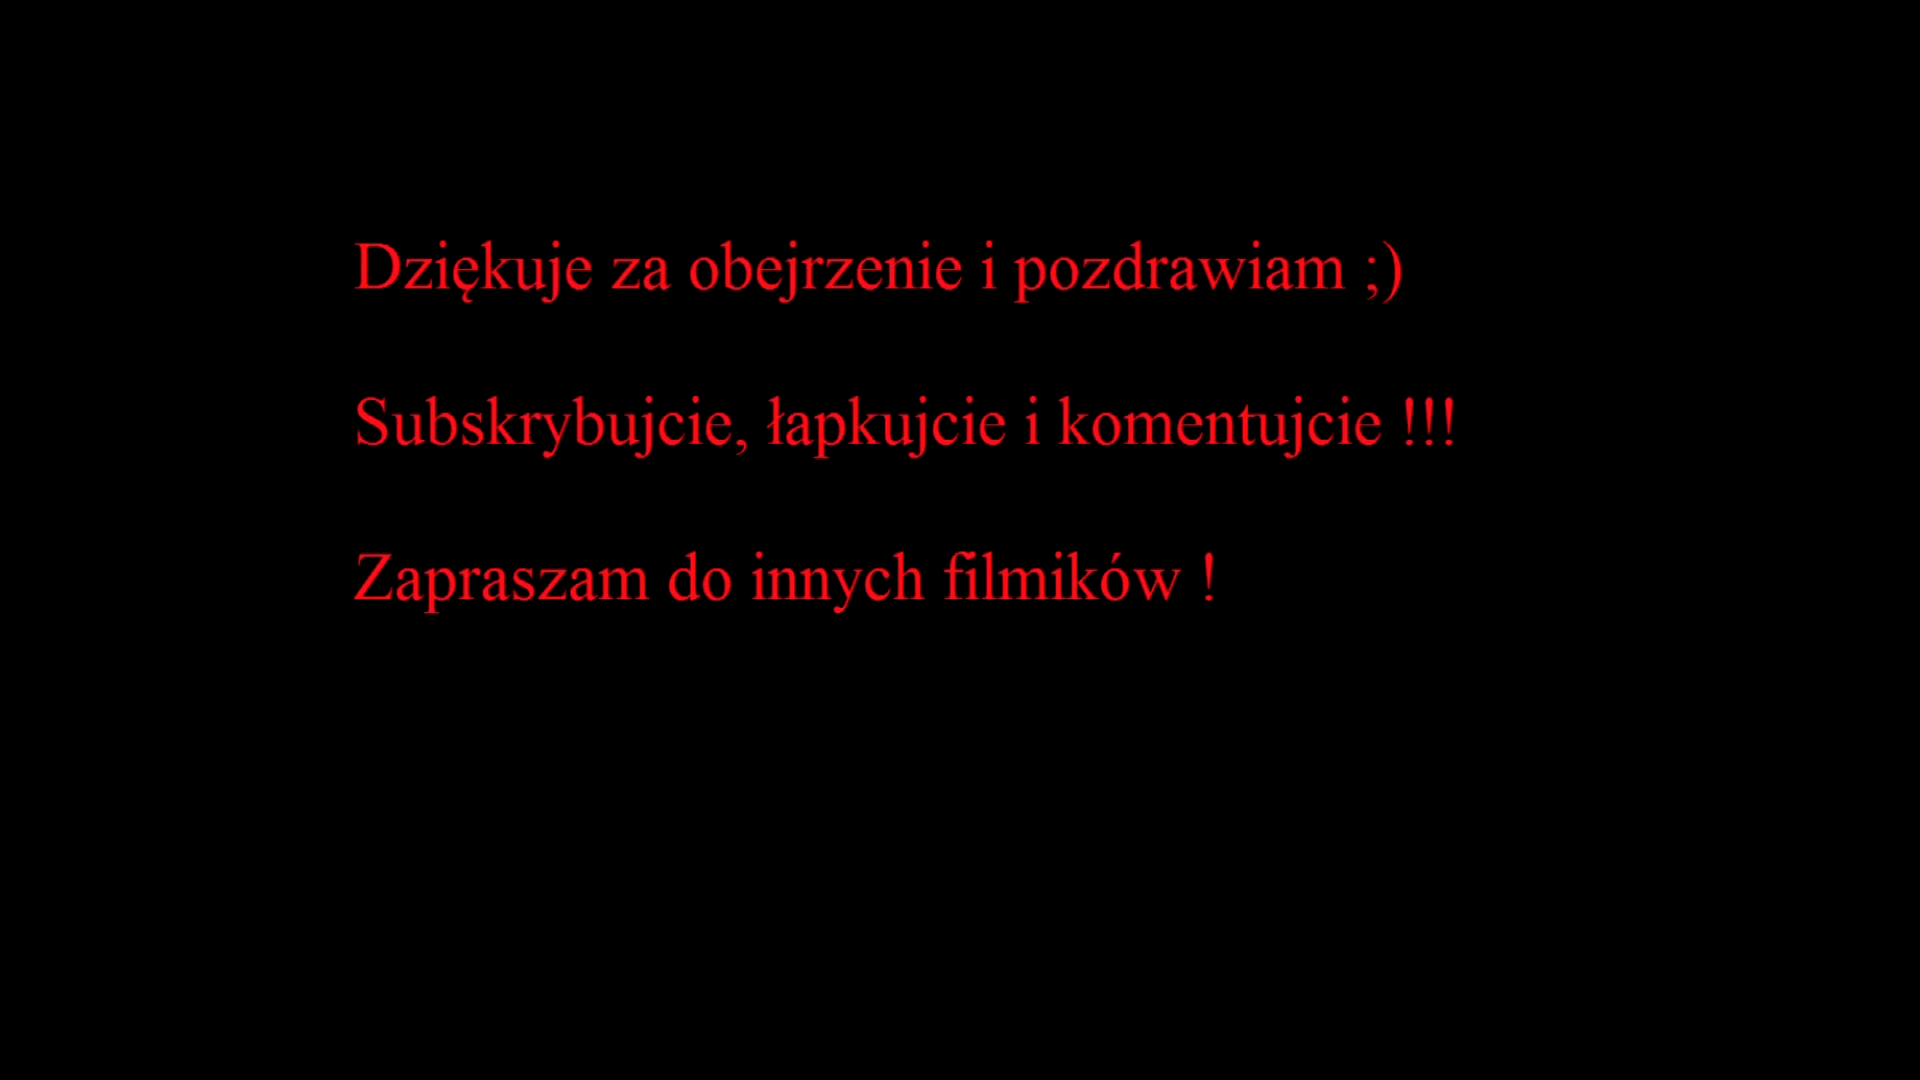 Dziękuje za obejrzenie i pozdrawiam ;)
Subskrybujcie, łapkujcie i komentujcie !!!
Zapraszam do innych filmików !